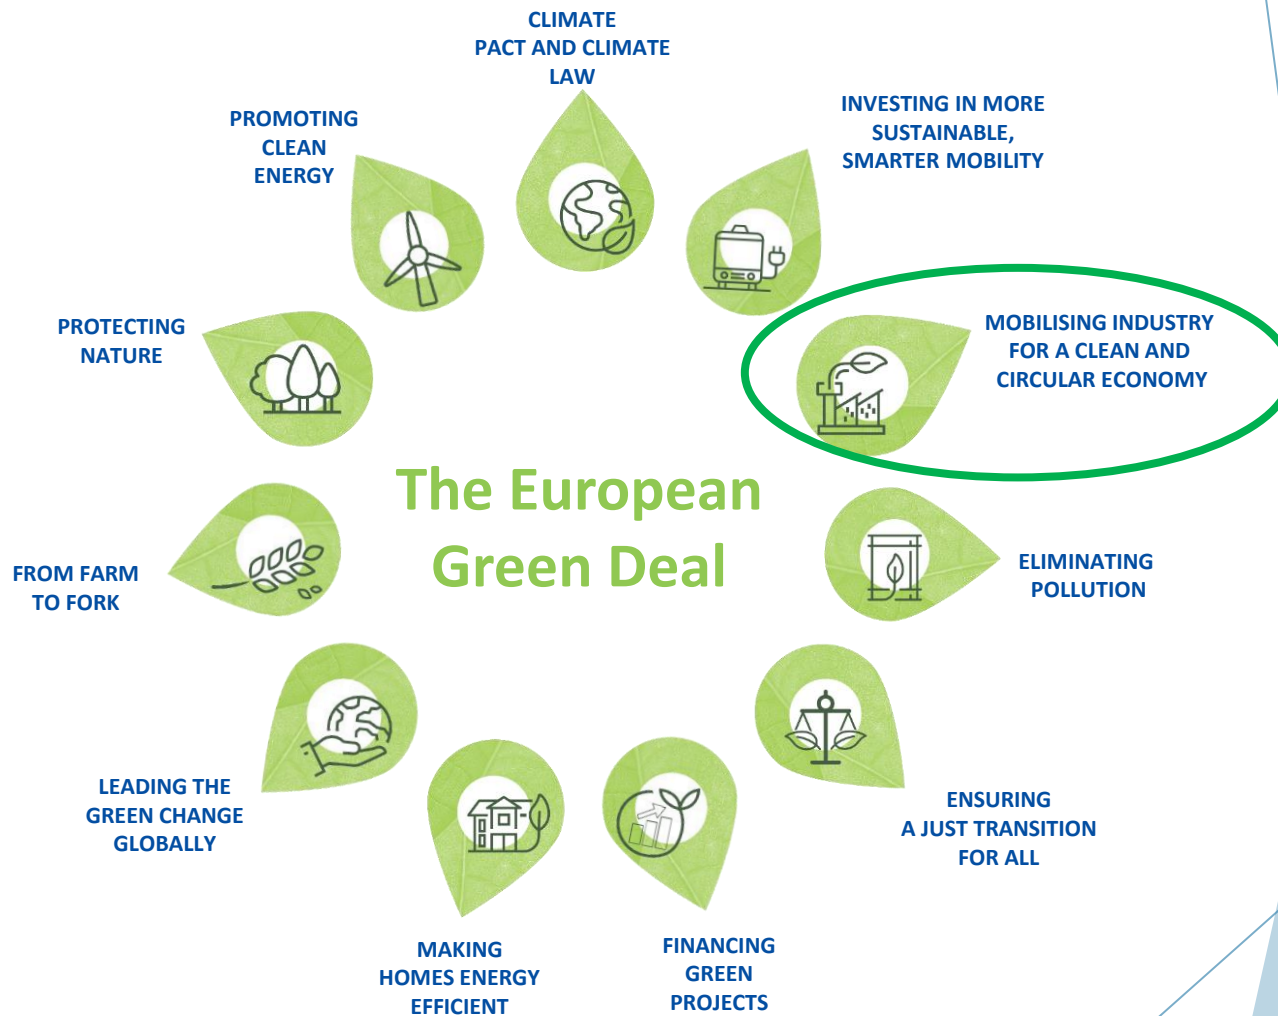 CLIMATE
PACT AND CLIMATE
LAW
INVESTING IN MORE
SUSTAINABLE,
SMARTER MOBILITY
PROMOTING
CLEAN
ENERGY
MOBILISING INDUSTRY
FOR A CLEAN AND
CIRCULAR ECONOMY
PROTECTING
NATURE
The European
Green Deal
ELIMINATING
POLLUTION
FROM FARM
TO FORK
LEADING THE
GREEN CHANGE
GLOBALLY
ENSURING
A JUST TRANSITION
FOR ALL
MAKING
HOMES ENERGY
EFFICIENT
FINANCING
GREEN
PROJECTS